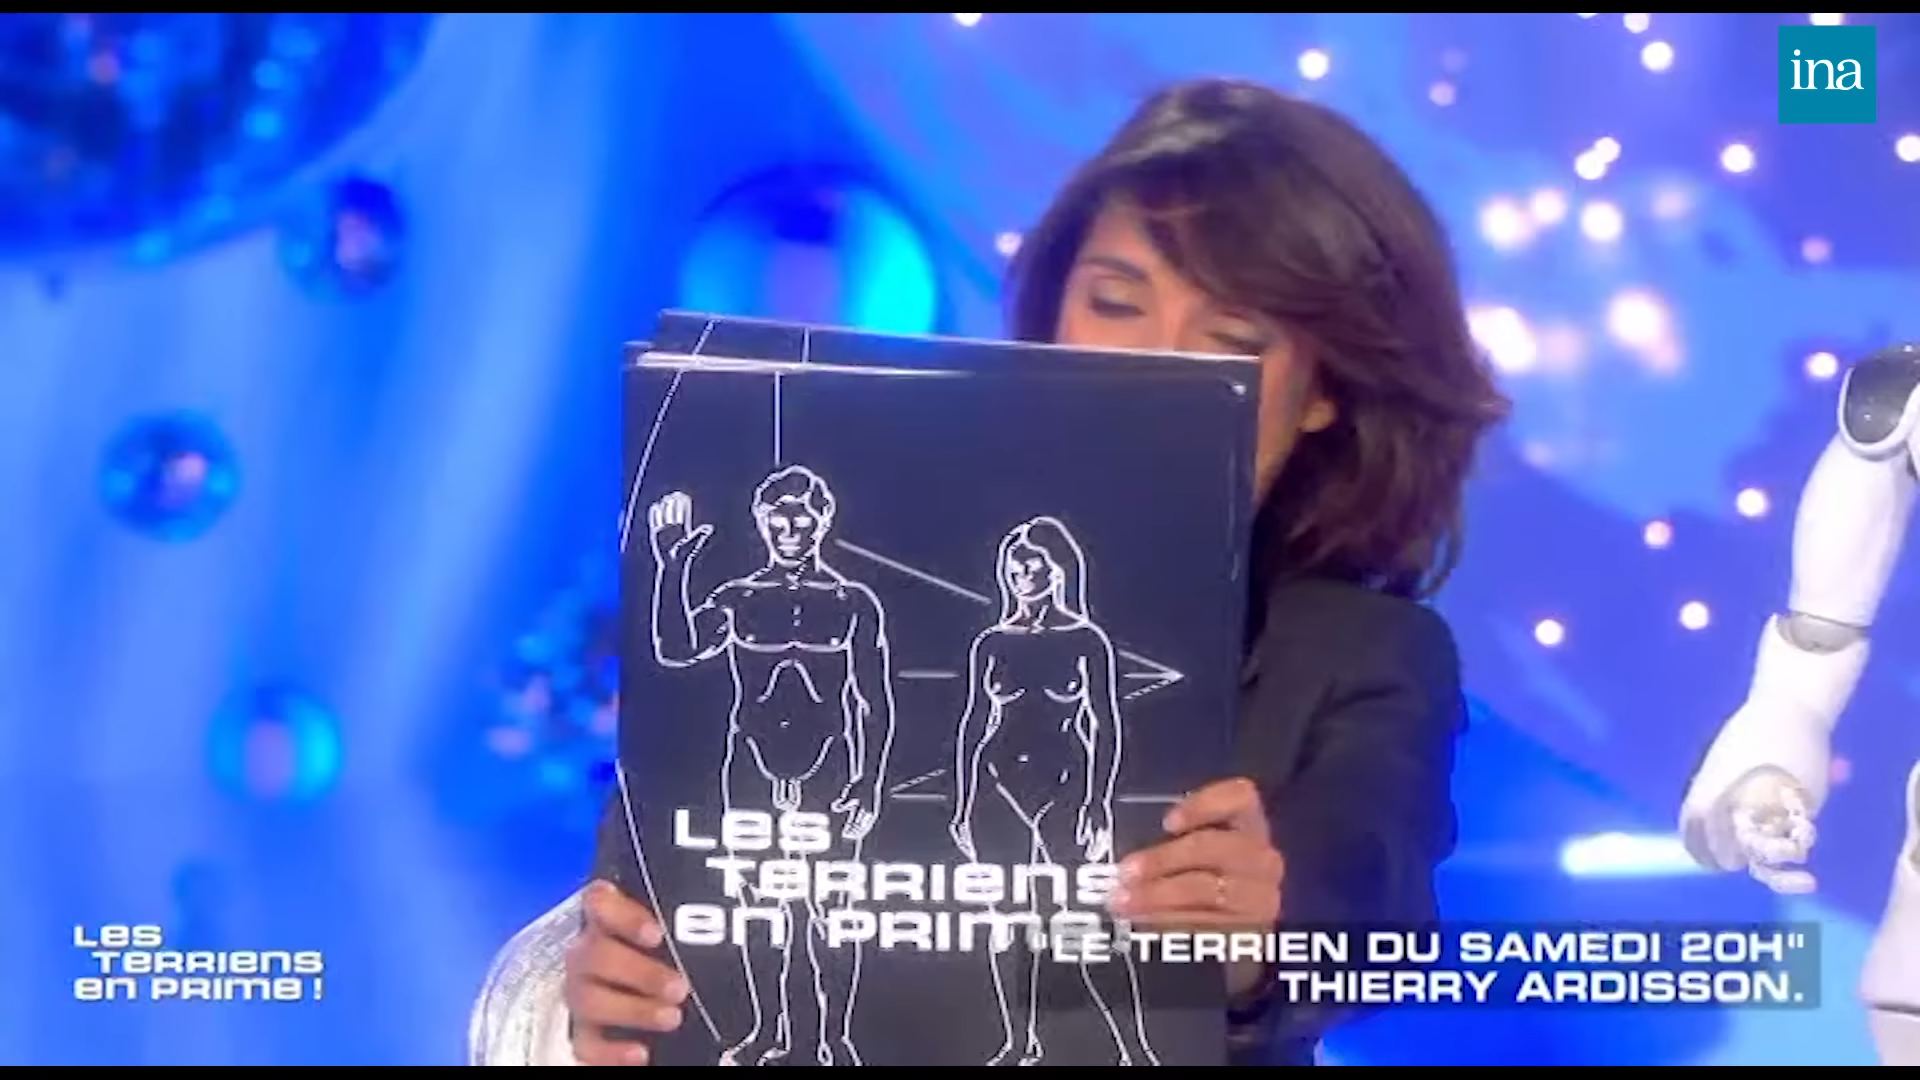 ina
Les
Terriens
en prime
Les
Terriens
en prime !
"LE TERRIEN DU SAMEDI 20H"
THIERRY ARDISSON.